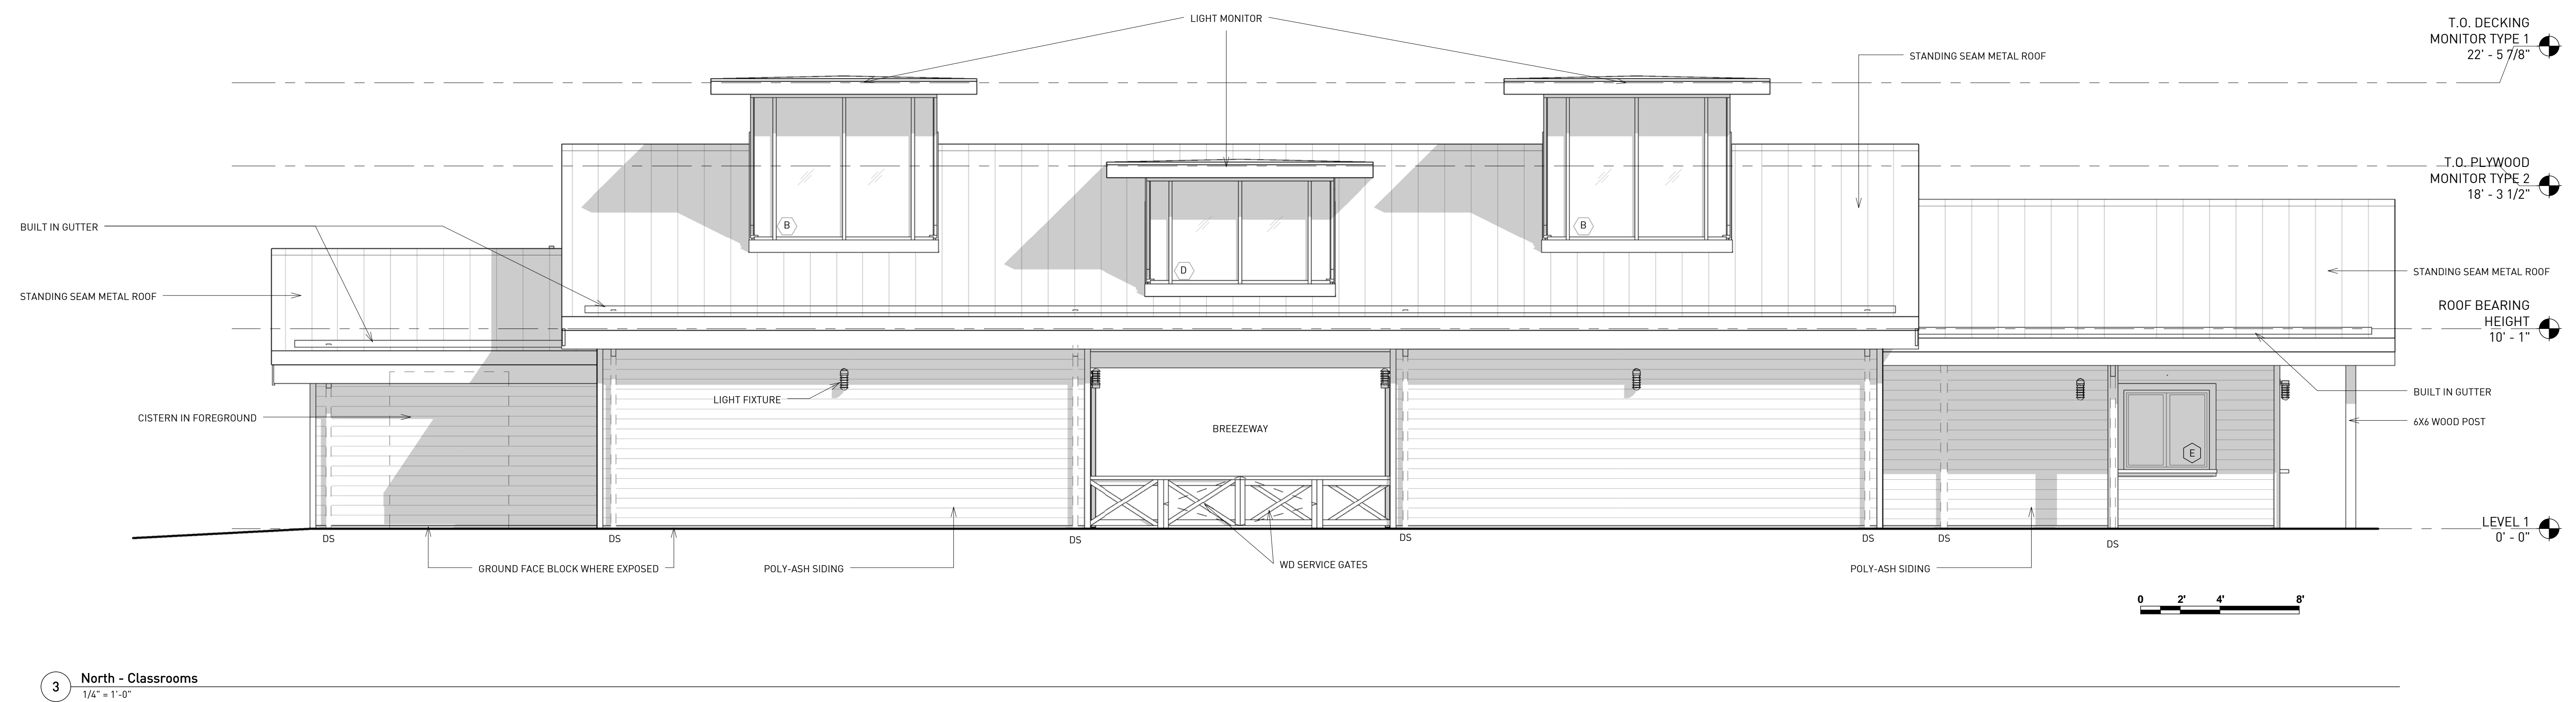 LIGHT MONITOR
T.O. DECKING
MONITOR TYPE 1
22' - 5 7/8"
STANDING SEAM METAL ROOF
T.O. PLYWOOD
MONITOR TYPE 2
18' - 3 1/2"
BUILT IN GUTTER
B
B
D
STANDING SEAM METAL ROOF
STANDING SEAM METAL ROOF
ROOF BEARING
HEIGHT
10' - 1"
LIGHT FIXTURE
BUILT IN GUTTER
CISTERN IN FOREGROUND
BREEZEWAY
6X6 WOOD POST
E
LEVEL 1
0' - 0"
DS
DS
DS
DS
DS
DS
DS
GROUND FACE BLOCK WHERE EXPOSED
POLY-ASH SIDING
WD SERVICE GATES
POLY-ASH SIDING
0 2' 4' 8'
3
North - Classrooms
1/4" = 1'-0"